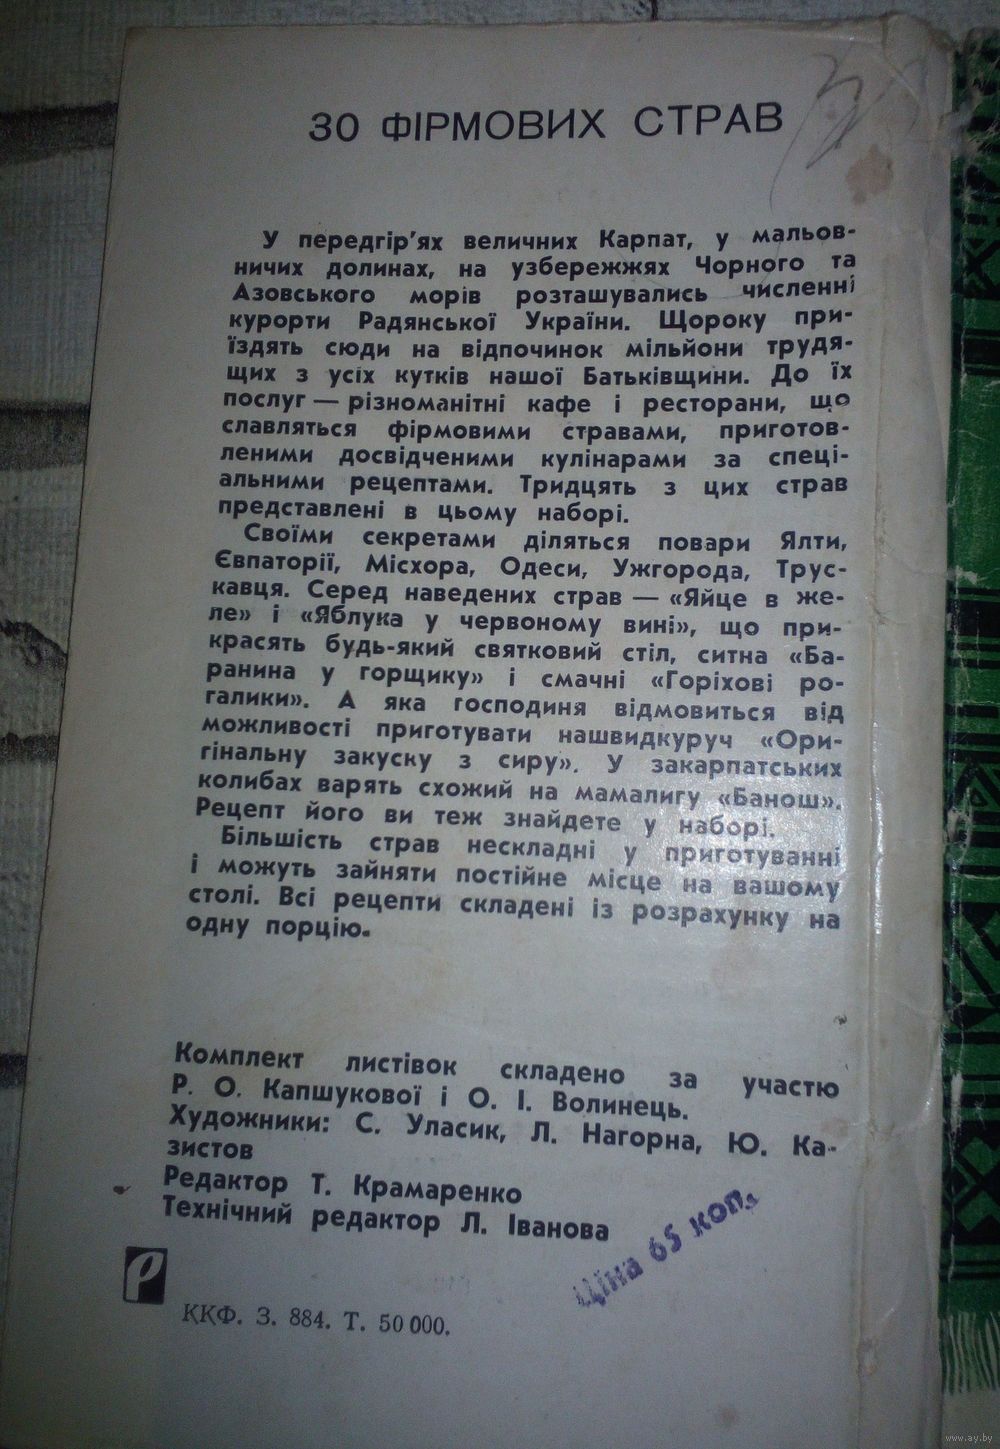 30 ФІРМОВИХ СТРАВ
У передгір'ях величних Карпат, у мальов-
ничих долинах, на узбережжях Чорного та
Азовського морів розташувались численні
курорти Радянської України. Щороку при-
їздять сюди на відпочинок мільйони трудя-
щих з усіх кутків нашої Батьківщини. До їх
послуг — різноманітні кафе і ресторани, що
славляться фірмовими стравами, приготов-
леними досвідченими кулінарами за спеці-
альними рецептами. Тридцять з цих страв
представлені в цьому наборі.
Своїми секретами діляться повари Ялти,
Євпаторії, Місхора, Одеси, Ужгорода, Трус-
кавця. Серед наведених страв — «Яйце в же-
ле» і «Яблука у червоному вині», що при-
красять будь-який святковий стіл, ситна «Ба-
ранина у горщику» і смачні «Горіхові ро-
галики». А яка господиня відмовиться від
можливості приготувати нашвидкуруч «Ори-
гінальну закуску з сиру». У закарпатських
колибах варять схожий на мамалигу «Банош».
Рецепт його ви теж знайдете у наборі.
Більшість страв нескладні у приготуванні
і можуть зайняти постійне місце на вашому
столі. Всі рецепти складені із розрахунку на
одну порцію.
Комплект листівок складено за участю
Р. О. Капшукової і О. І. Волинець.
Художники: С. Уласик, Л. Нагорна, Ю. Ка-
зистов
Редактор Т. Крамаренко
Технічний редактор Л. Іванова
Ціна 65 коп.
ККФ. З. 884. Т. 50 000.
www.ay.by